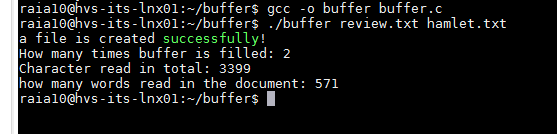 raia10@hvs-its-lnx01:~/buffer$ gcc -o buffer buffer.c
raia10@hvs-its-lnx01:~/buffer$ ./buffer review.txt hamlet.txt
a file is created successfully!
How many times buffer is filled: 2
Character read in total: 3399
how many words read in the document: 571
raia10@hvs-its-lnx01:~/buffer$